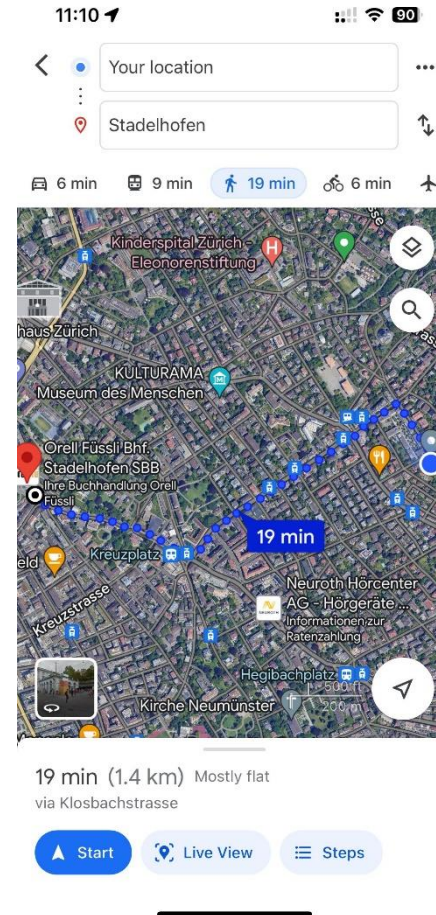 11:10
90
Your location
Stadelhofen
6 min
9 min
19 min
6 min
Kinderspital Zürich -
Eleonorenstiftung
H
haus Zürich
KULTURAMA
Museum des Menschen
Orell Füssli Bhf.
Stadelhofen SBB
Ihre Buchhandlung Orell
Füssli
19 min
Kreuzplatz
eld
Kreuzstrasse
Neuroth Hörcenter
AG - Hörgeräte ...
Informationen zur
Ratenzahlung
NEUROTH
Hegibachplatz
500 ft
200 m
Kirche Neumünster
19 min (1.4 km) Mostly flat
via Klosbachstrasse
Start
Live View
Steps